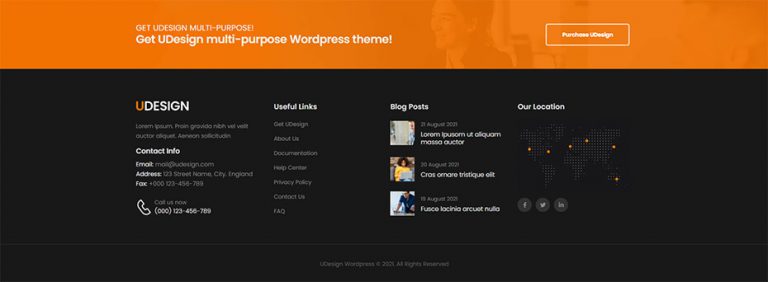 GET UDESIGN MULTI-PURPOSE!
Get UDesign multi-purpose Wordpress theme!
Purchase UDesign
UDESIGN
Lorem Ipsum, Proin gravida nibh vel velit
auctor aliquet. Aenean sollicitudin
Contact Info
Email: mail@udesign.com
Address: 123 Street Name, City, England
Fax: +000 123-456-789
Call us now
(000) 123-456-789
Useful Links
Get UDesign
About Us
Documentation
Help Center
Privacy Policy
Contact Us
FAQ
Blog Posts
21 August 2021
Lorem Ipsusom ut aliquam
massa auctor
20 August 2021
Cras ornare tristique elit
19 August 2021
Fusce lacinia arcuet nulla
Our Location
UDesign Wordpress © 2021. All Rights Reserved